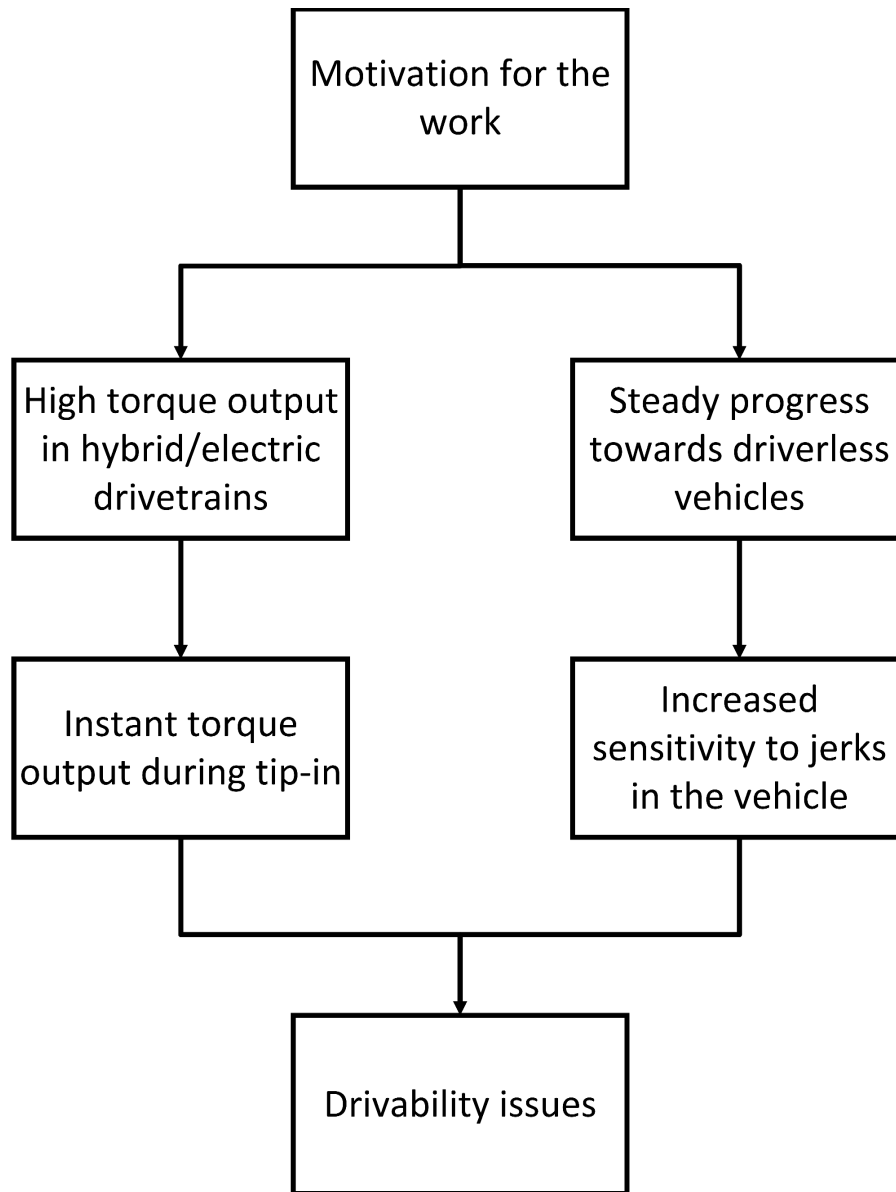 Motivation for the
work
High torque output
in hybrid/electric
drivetrains
Steady progress
towards driverless
vehicles
Instant torque
output during tip-in
Increased
sensitivity to jerks
in the vehicle
Drivability issues